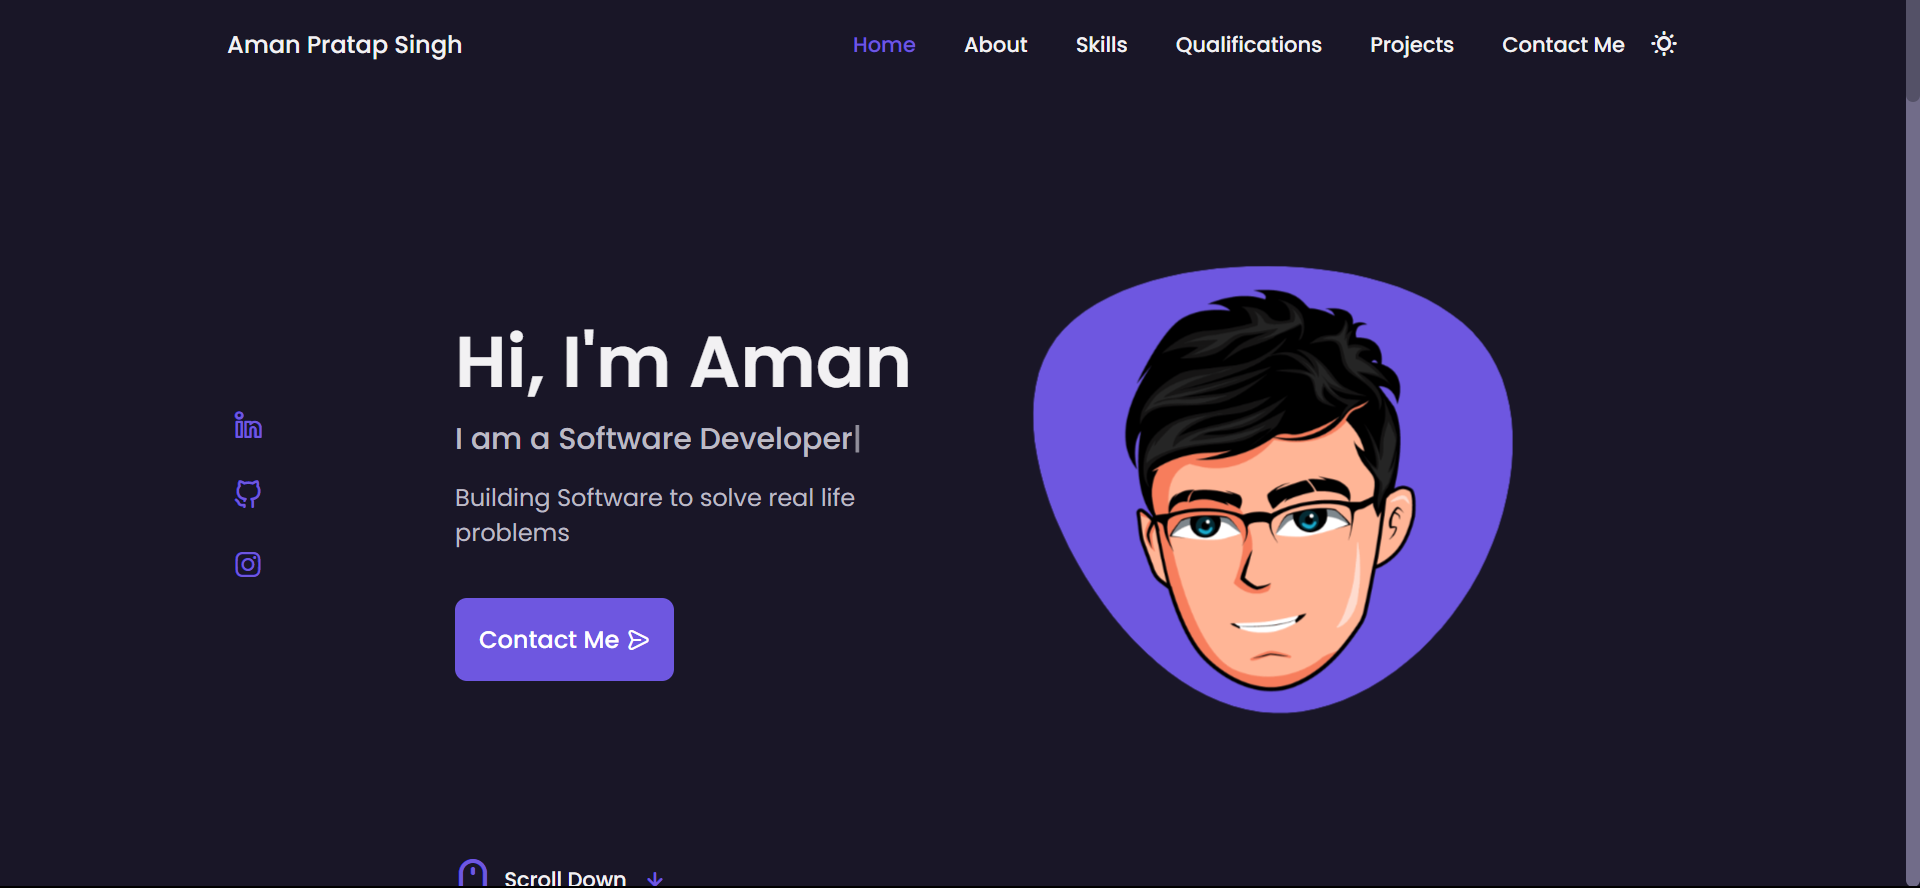 Aman Pratap Singh
Home About Skills Qualifications Projects Contact Me
Hi, I'm Aman
I am a Software Developer|
Building Software to solve real life
problems
Contact Me
Scroll Down